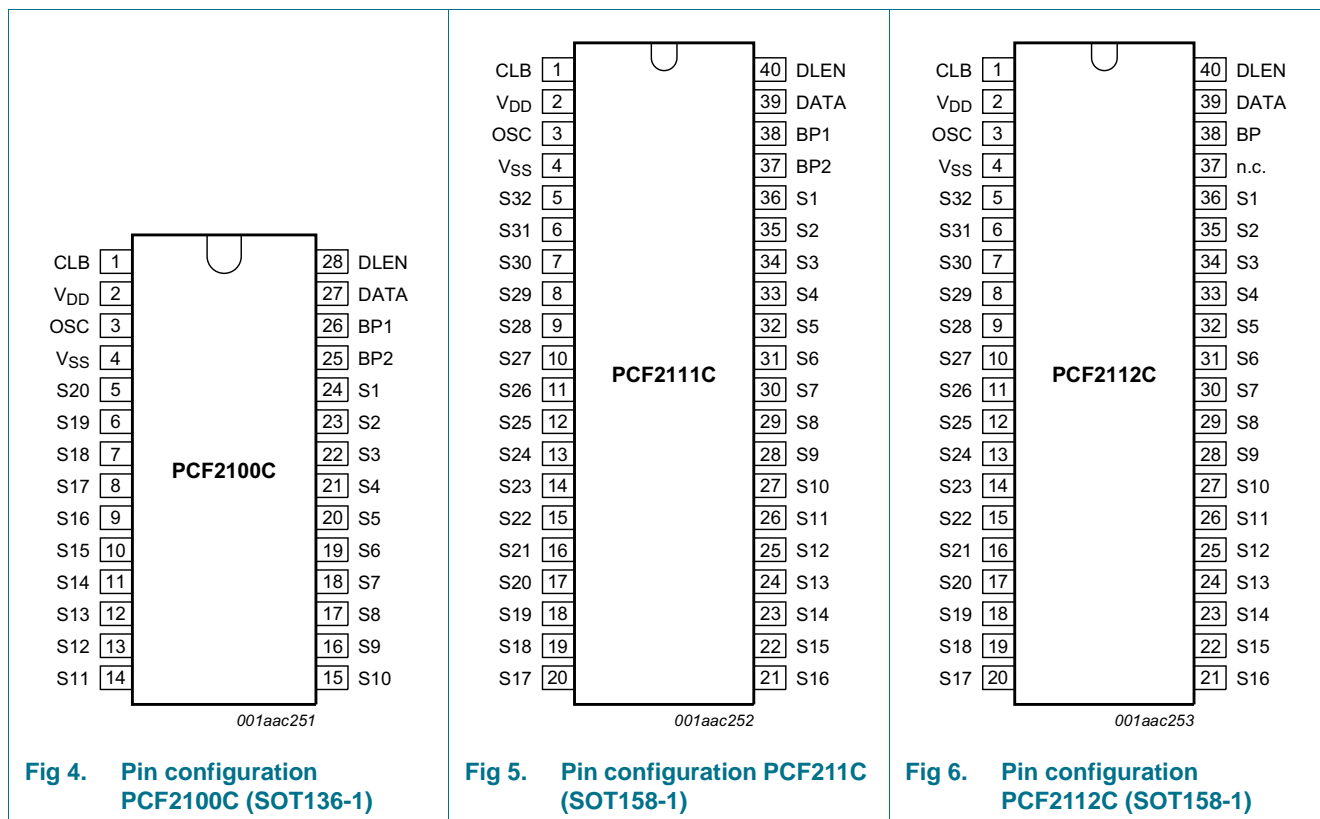 CLB 1 28 DLEN
VDD 2 27 DATA
OSC 3 26 BP1
VSS 4 25 BP2
S20 5 24 S1
S19 6 23 S2
S18 7 22 S3
S17 8 21 S4
S16 9 20 S5
S15 10 19 S6
S14 11 18 S7
S13 12 17 S8
S12 13 16 S9
S11 14 15 S10
PCF2100C
001aac251
Fig 4. Pin configuration
PCF2100C (SOT136-1)
CLB 1 40 DLEN
VDD 2 39 DATA
OSC 3 38 BP1
VSS 4 37 BP2
S32 5 36 S1
S31 6 35 S2
S30 7 34 S3
S29 8 33 S4
S28 9 32 S5
S27 10 31 S6
S26 11 30 S7
S25 12 29 S8
S24 13 28 S9
S23 14 27 S10
S22 15 26 S11
S21 16 25 S12
S20 17 24 S13
S19 18 23 S14
S18 19 22 S15
S17 20 21 S16
PCF2111C
001aac252
Fig 5. Pin configuration PCF211C
(SOT158-1)
CLB 1 40 DLEN
VDD 2 39 DATA
OSC 3 38 BP
VSS 4 37 n.c.
S32 5 36 S1
S31 6 35 S2
S30 7 34 S3
S29 8 33 S4
S28 9 32 S5
S27 10 31 S6
S26 11 30 S7
S25 12 29 S8
S24 13 28 S9
S23 14 27 S10
S22 15 26 S11
S21 16 25 S12
S20 17 24 S13
S19 18 23 S14
S18 19 22 S15
S17 20 21 S16
PCF2112C
001aac253
Fig 6. Pin configuration
PCF2112C (SOT158-1)